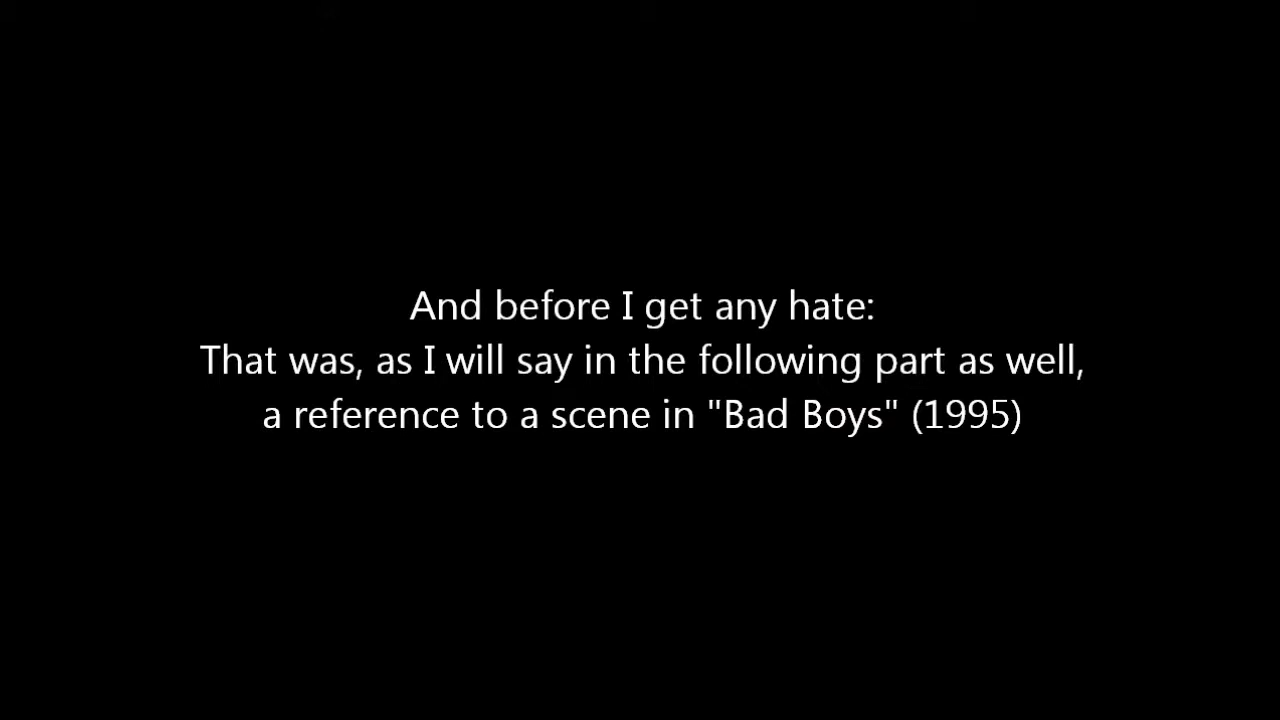 And before I get any hate:
That was, as I will say in the following part as well,
a reference to a scene in "Bad Boys" (1995)